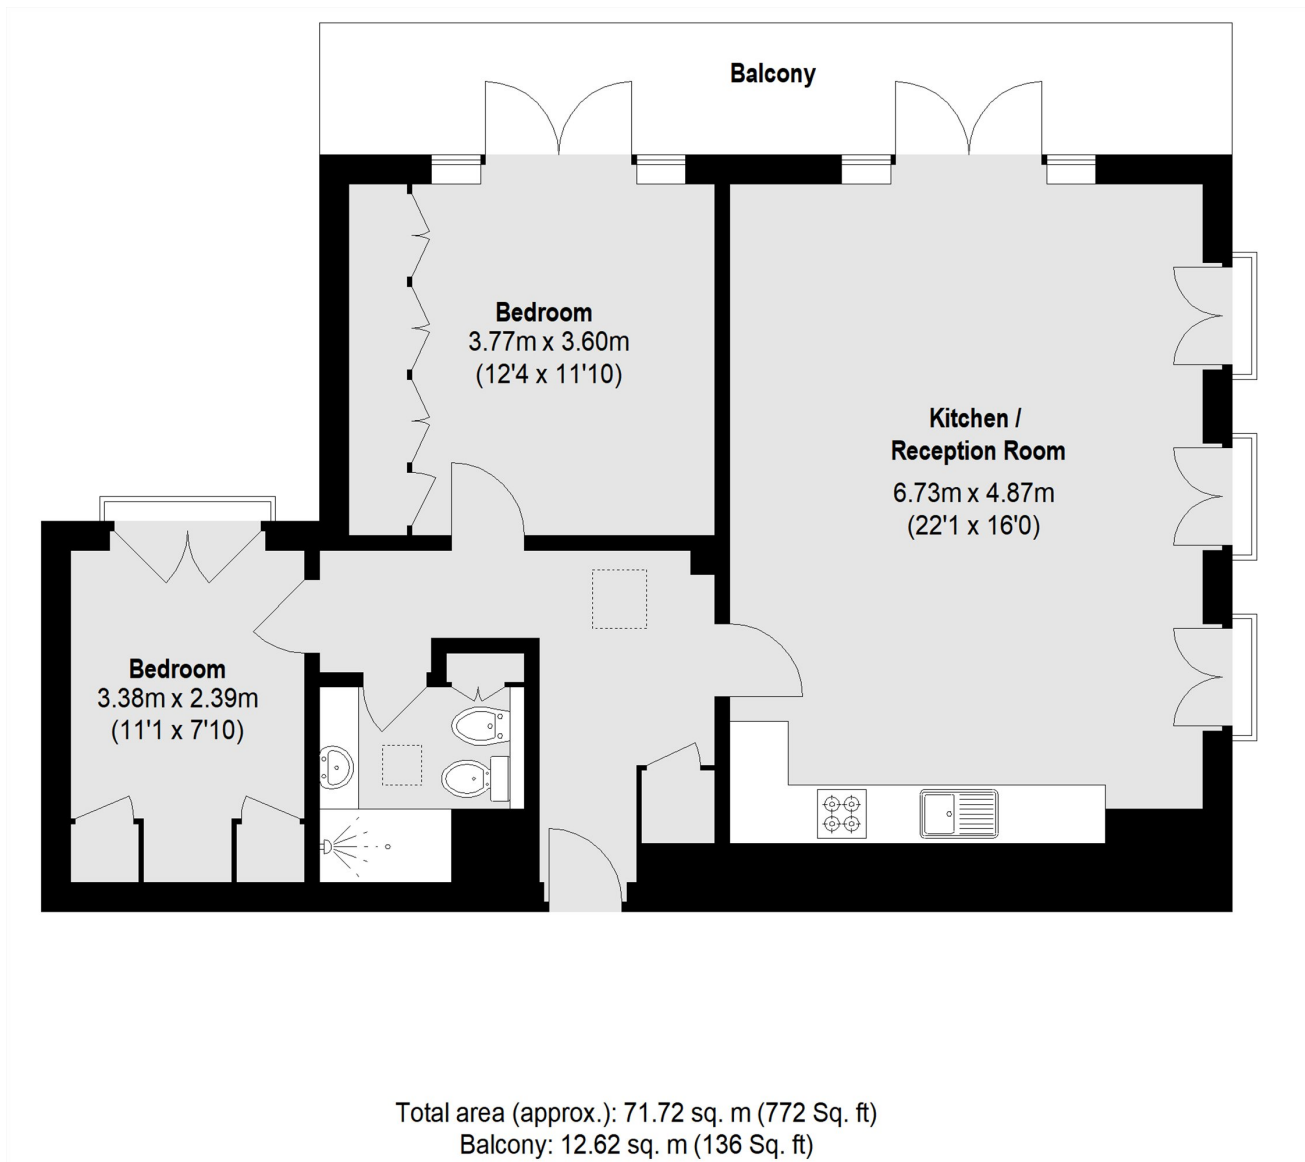 Balcony
Bedroom
3.77m x 3.60m
(12'4 x 11'10)
Kitchen /
Reception Room
6.73m x 4.87m
(22'1 x 16'0)
Bedroom
3.38m x 2.39m
(11'1 x 7'10)
Total area (approx.): 71.72 sq. m (772 Sq. ft)
Balcony: 12.62 sq. m (136 Sq. ft)